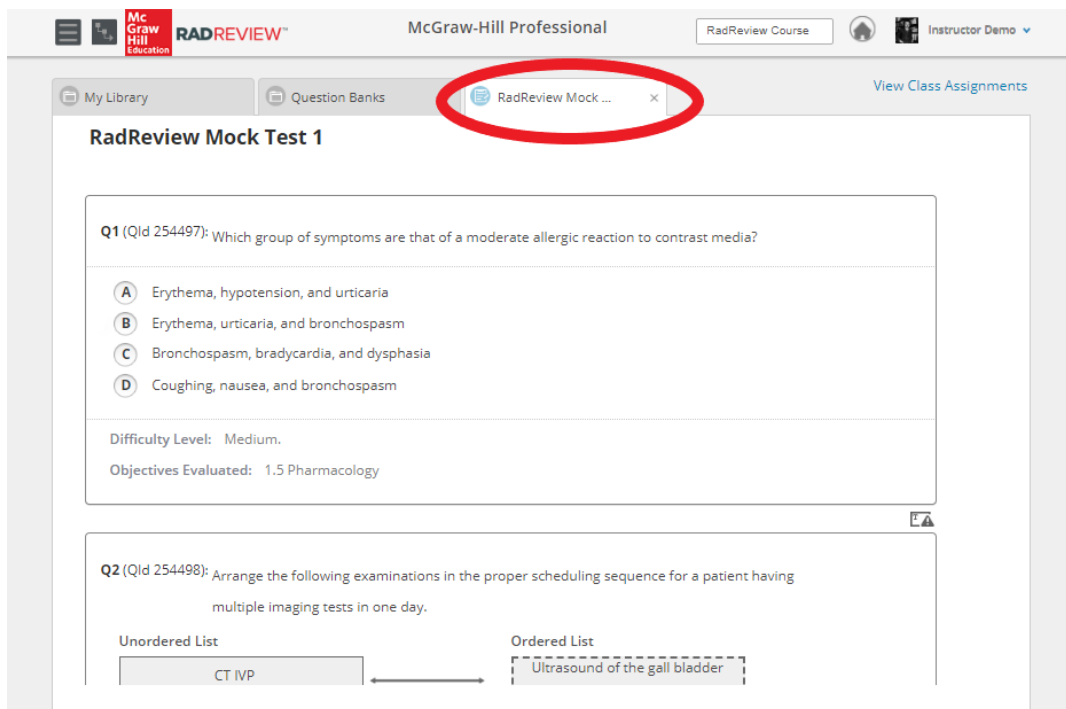 Mc
Graw
Hill
Education
RADREVIEW™
McGraw-Hill Professional
RadReview Course
Instructor Demo
My Library
Question Banks
RadReview Mock ...
×
View Class Assignments
RadReview Mock Test 1
Q1 (QId 254497): Which group of symptoms are that of a moderate allergic reaction to contrast media?
A Erythema, hypotension, and urticaria
B Erythema, urticaria, and bronchospasm
C Bronchospasm, bradycardia, and dysphasia
D Coughing, nausea, and bronchospasm
Difficulty Level: Medium.
Objectives Evaluated: 1.5 Pharmacology
Q2 (QId 254498): Arrange the following examinations in the proper scheduling sequence for a patient having
multiple imaging tests in one day.
Unordered List
Ordered List
CT IVP
Ultrasound of the gall bladder